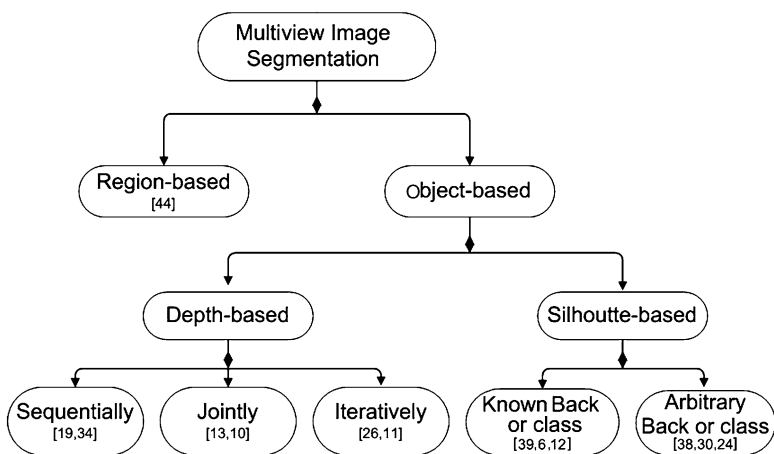 Multiview Image
Segmentation
Region-based
[44]
Object-based
Depth-based
Silhoutte-based
Sequentially
[19,34]
Jointly
[13,10]
Iteratively
[26,11]
Known Back
or class
[39,6,12]
Arbitrary
Back or class
[38,30,24]